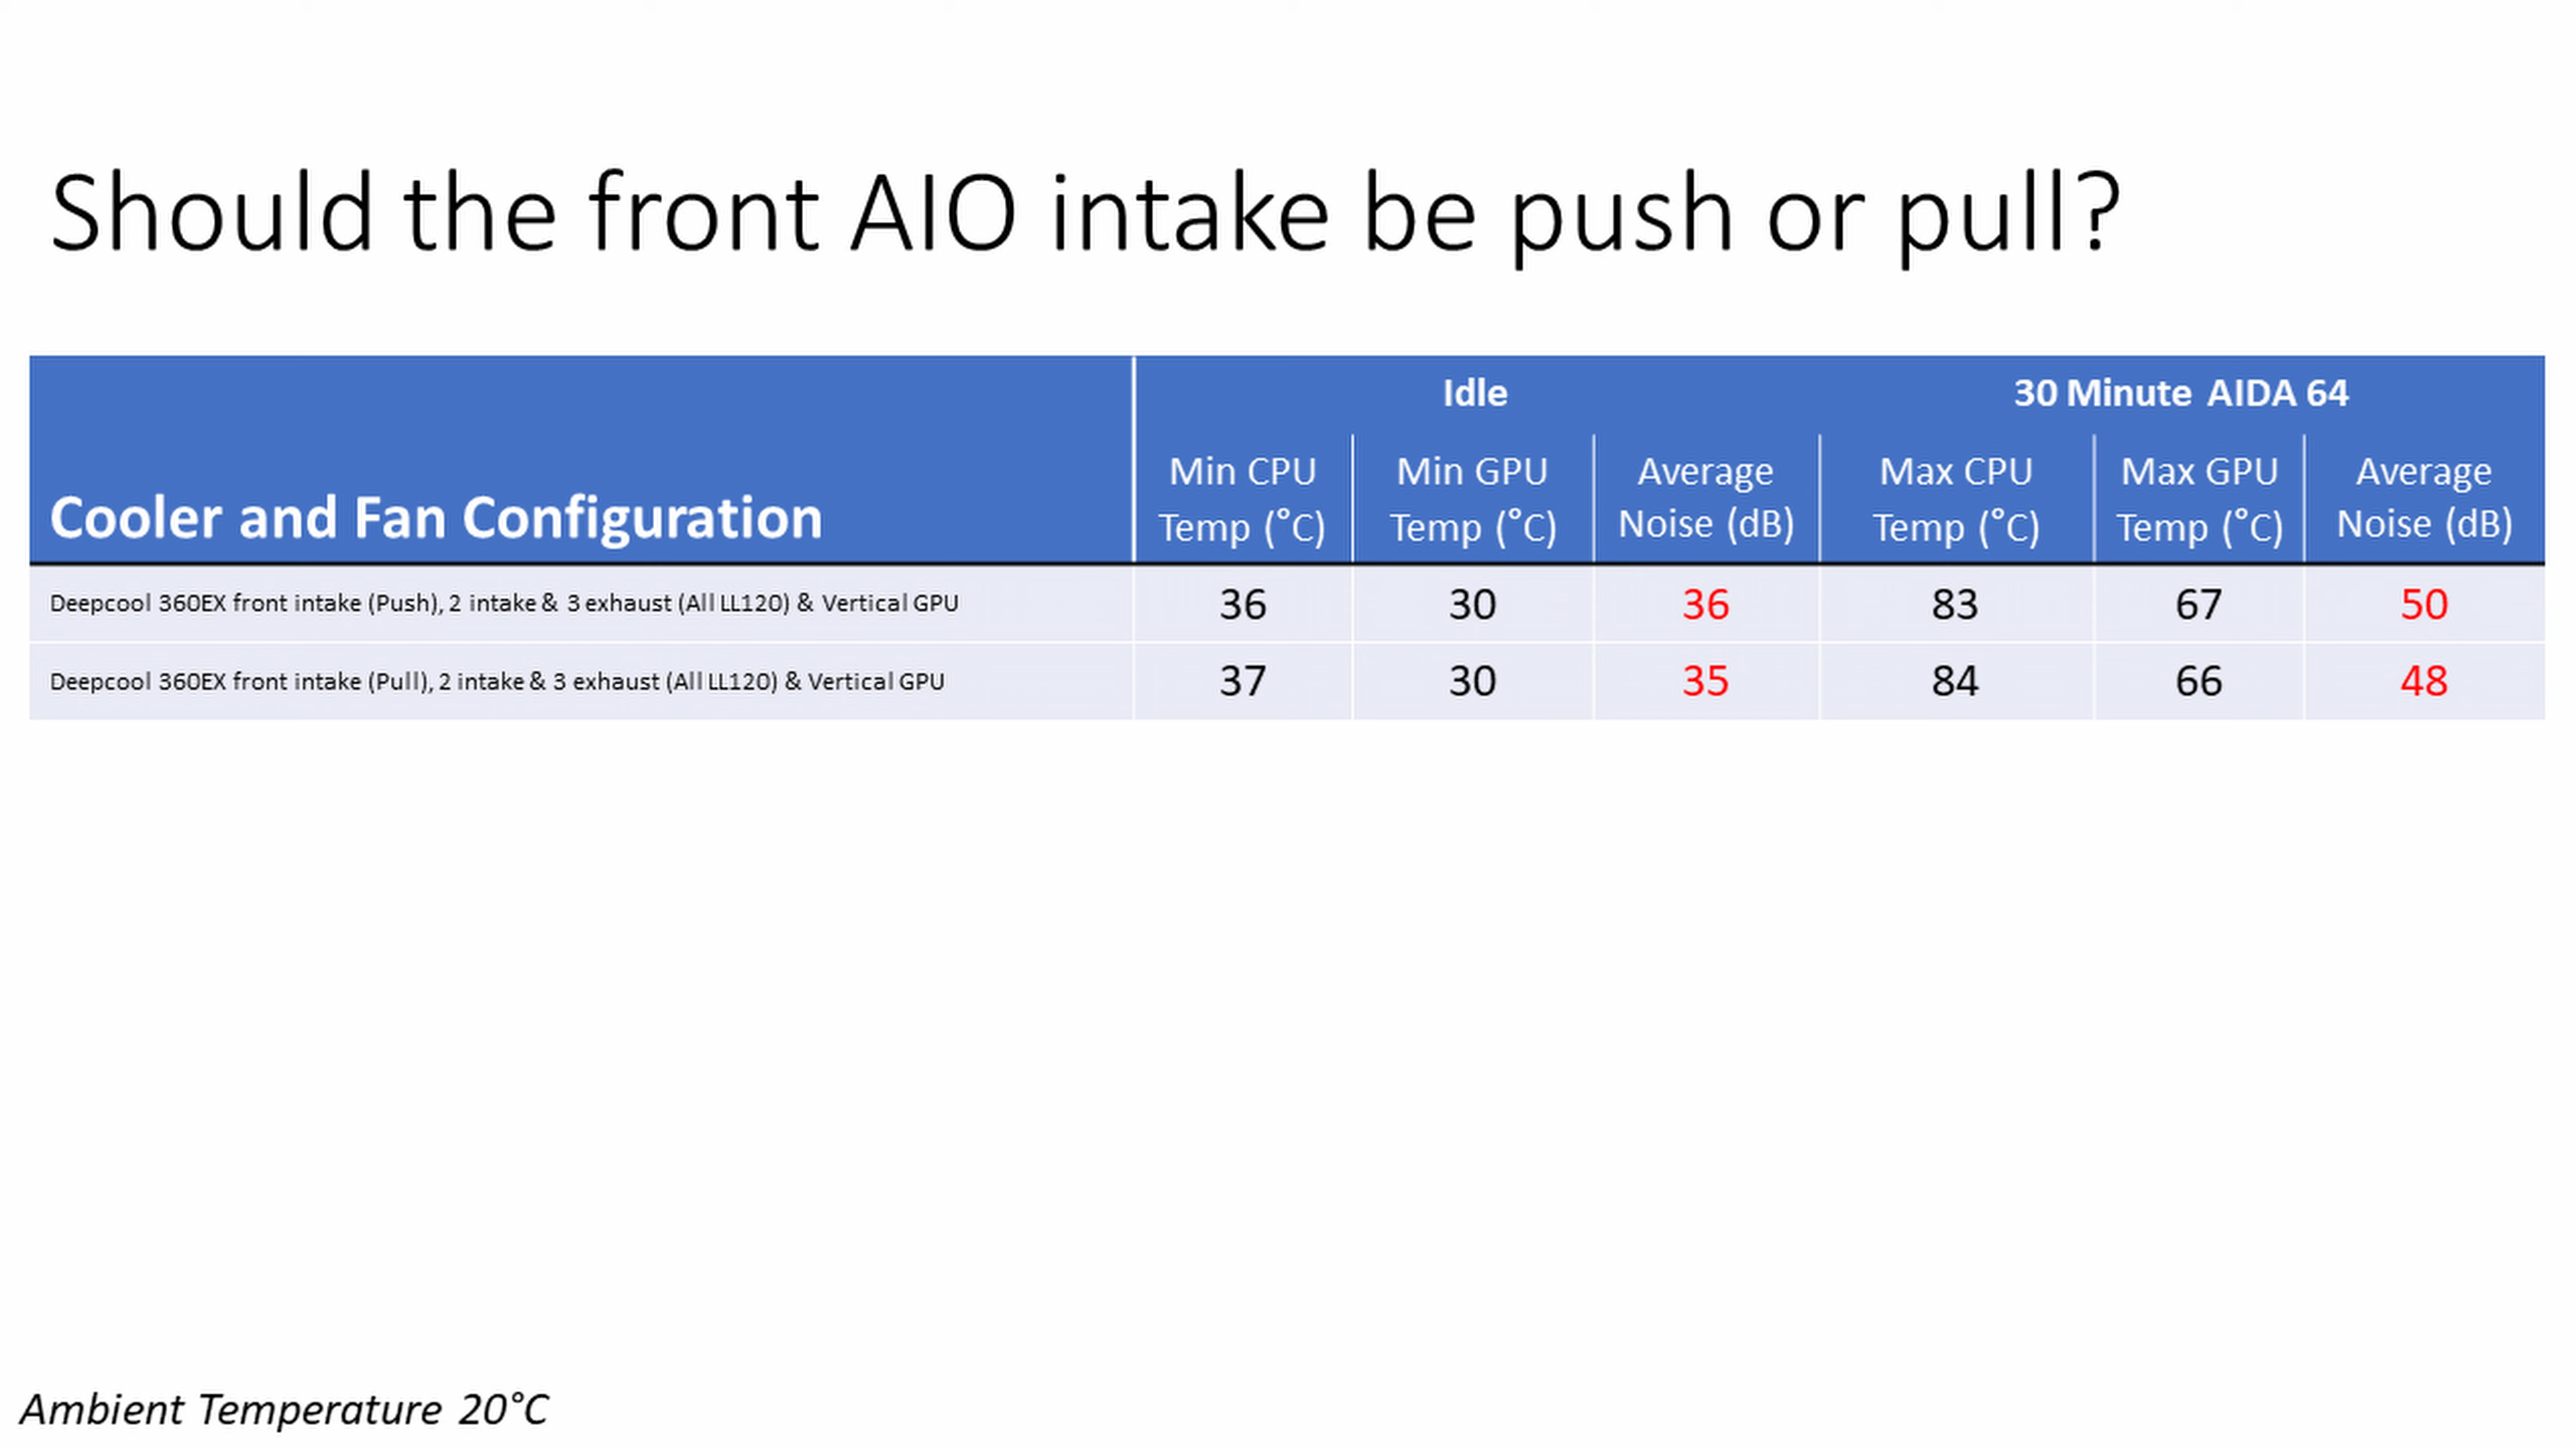 Should the front AIO intake be push or pull?
Idle 30 Minute AIDA 64
Cooler and Fan Configuration
Min CPU Temp (°C)
Min GPU Temp (°C)
Average Noise (dB)
Max CPU Temp (°C)
Max GPU Temp (°C)
Average Noise (dB)
Deepcool 360EX front intake (Push), 2 intake & 3 exhaust (All LL120) & Vertical GPU 36 30 36 83 67 50
Deepcool 360EX front intake (Pull), 2 intake & 3 exhaust (All LL120) & Vertical GPU 37 30 35 84 66 48
Ambient Temperature 20°C